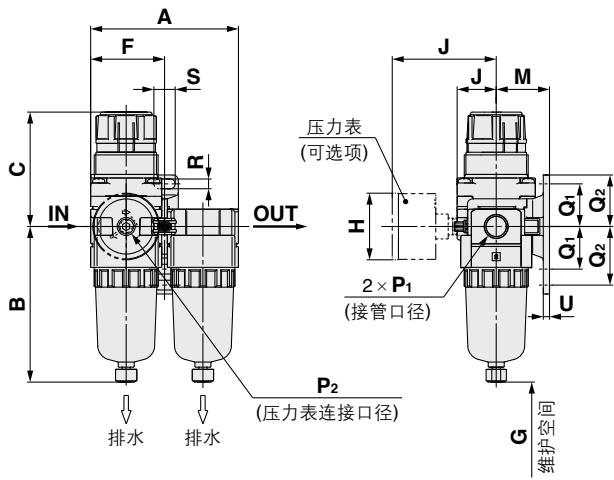 A
F
S
C
R
IN
OUT
B
P2
(压力表连接口径)
排水
排水
J
J
M
压力表
(可选项)
H
Q1
Q2
Q1
Q2
2×P1
(接管口径)
U
G
维护空间